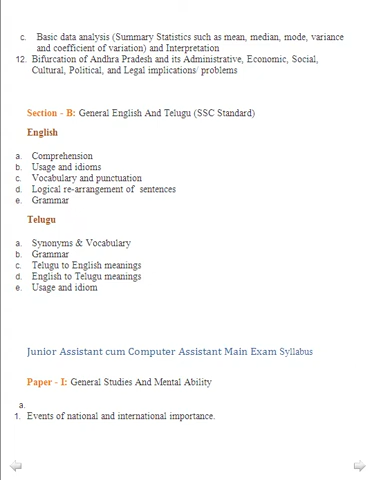 c. Basic data analysis (Summary Statistics such as mean, median, mode, variance
and coefficient of variation) and Interpretation
12. Bifurcation of Andhra Pradesh and its Administrative, Economic, Social,
Cultural, Political, and Legal implications/ problems
Section - B: General English And Telugu (SSC Standard)
English
a. Comprehension
b. Usage and idioms
c. Vocabulary and punctuation
d. Logical re-arrangement of sentences
e. Grammar
Telugu
a. Synonyms & Vocabulary
b. Grammar
c. Telugu to English meanings
d. English to Telugu meanings
e. Usage and idiom
Junior Assistant cum Computer Assistant Main Exam Syllabus
Paper - I: General Studies And Mental Ability
a.
1. Events of national and international importance.